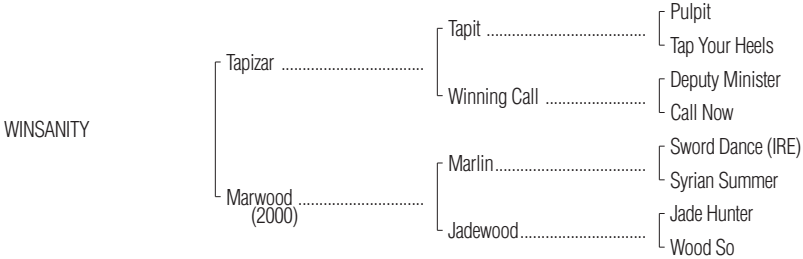 Pulpit
Tapit ........................................
Tap Your Heels
Tapizar ....................................
Deputy Minister
Winning Call .........................
Call Now
WINSANITY
Sword Dance (IRE)
Marlin......................................
Syrian Summer
Marwood ...............................
(2000)
Jade Hunter
Jadewood................................
Wood So